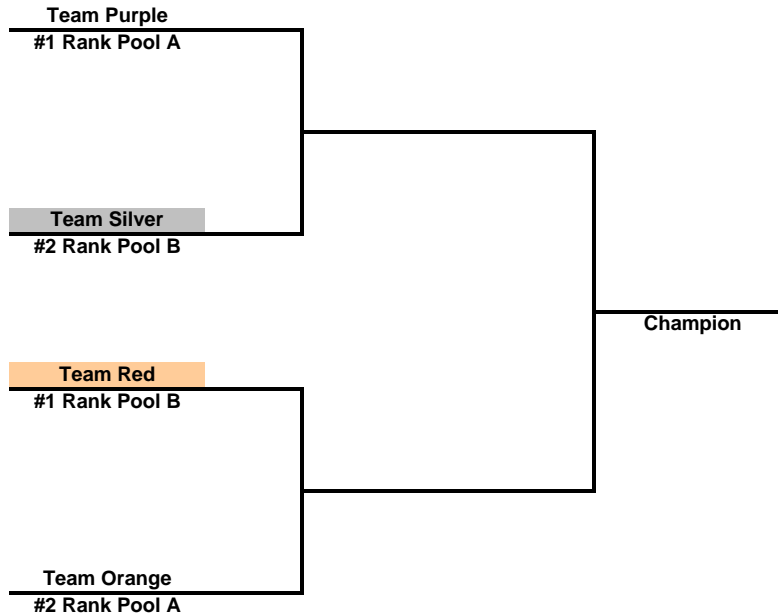 Team Purple
#1 Rank Pool A
Team Silver
#2 Rank Pool B
Champion
Team Red
#1 Rank Pool B
Team Orange
#2 Rank Pool A